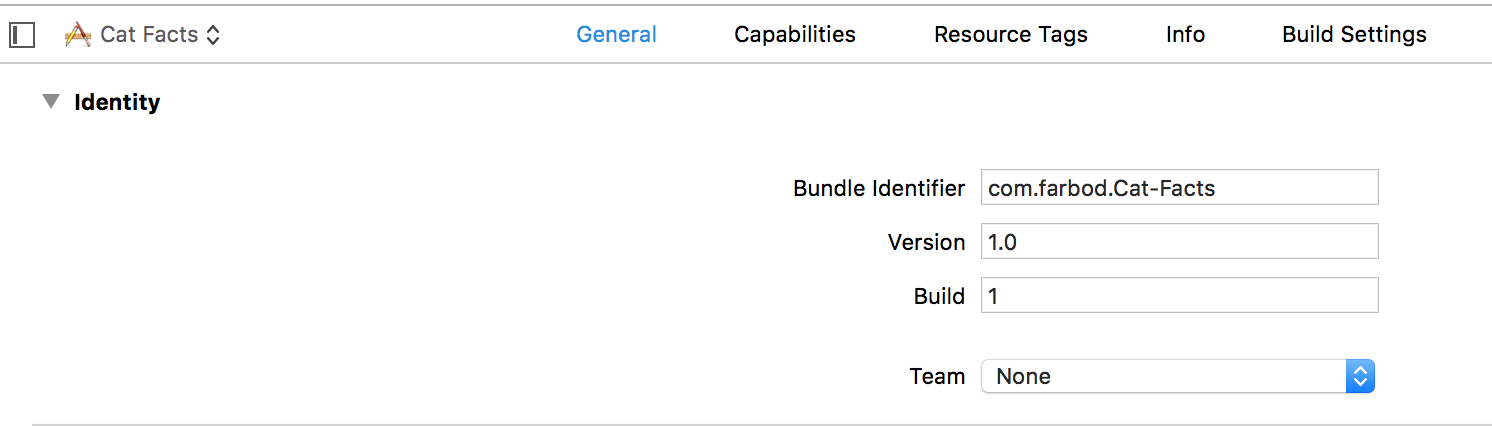 Cat Facts General Capabilities Resource Tags Info Build Settings
Identity
Bundle Identifier com.farbod.Cat-Facts
Version 1.0
Build 1
Team None